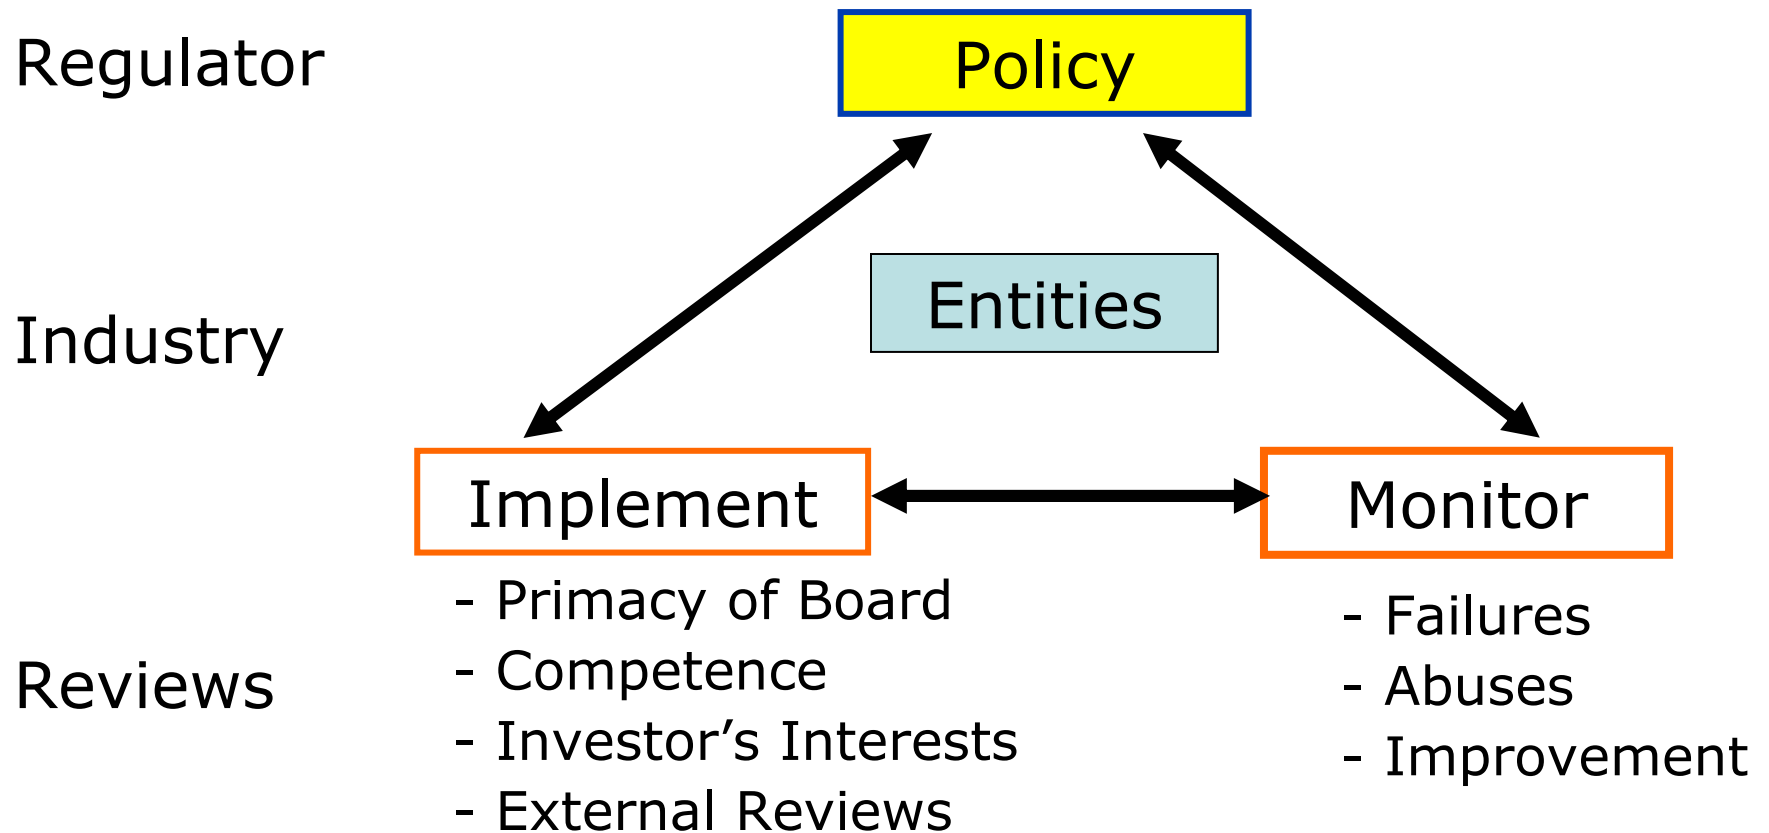 Regulator
Policy
Entities
Industry
Implement
Monitor
- Primacy of Board
- Competence
- Investor’s Interests
- External Reviews
- Failures
- Abuses
- Improvement
Reviews